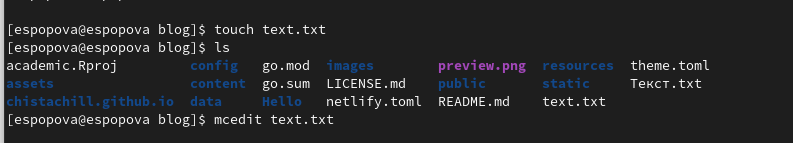 [espopova@espopova blog]$ touch text.txt
[espopova@espopova blog]$ ls
academic.Rproj config go.mod images preview.png resources theme.toml
assets content go.sum LICENSE.md public static Текст.txt
chistachill.github.io data Hello netlify.toml README.md text.txt
[espopova@espopova blog]$ mcedit text.txt